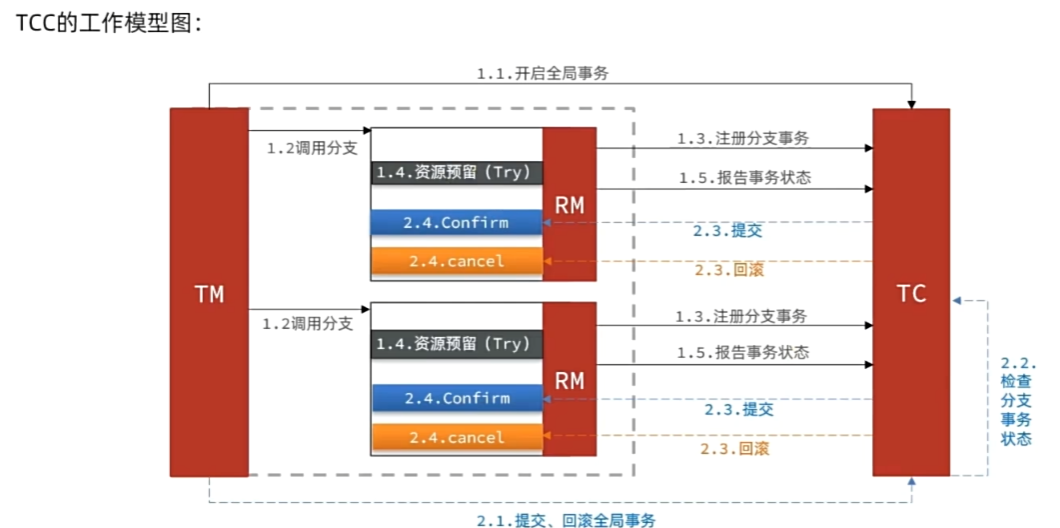 TCC的工作模型图：
1.1.开启全局事务
1.2调用分支
1.3.注册分支事务
1.4.资源预留（Try）
1.5.报告事务状态
RM
2.4.Confirm
2.3.提交
2.4.cancel
2.3.回滚
TM
TC
1.2调用分支
1.3.注册分支事务
1.4.资源预留（Try）
1.5.报告事务状态
RM
2.4.Confirm
2.3.提交
2.4.cancel
2.3.回滚
2.2.
检查
分支
事务
状态
2.1.提交、回滚全局事务